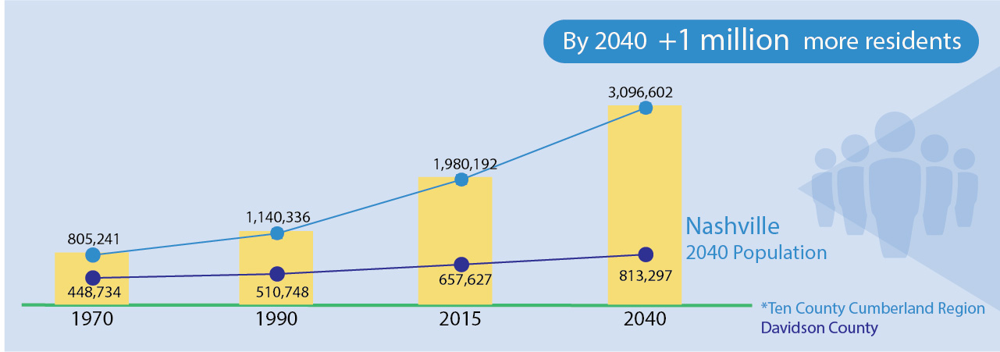 By 2040 +1 million more residents
3,096,602
1,980,192
1,140,336
805,241
Nashville
2040 Population
448,734
510,748
657,627
813,297
1970
1990
2015
2040
*Ten County Cumberland Region
Davidson County